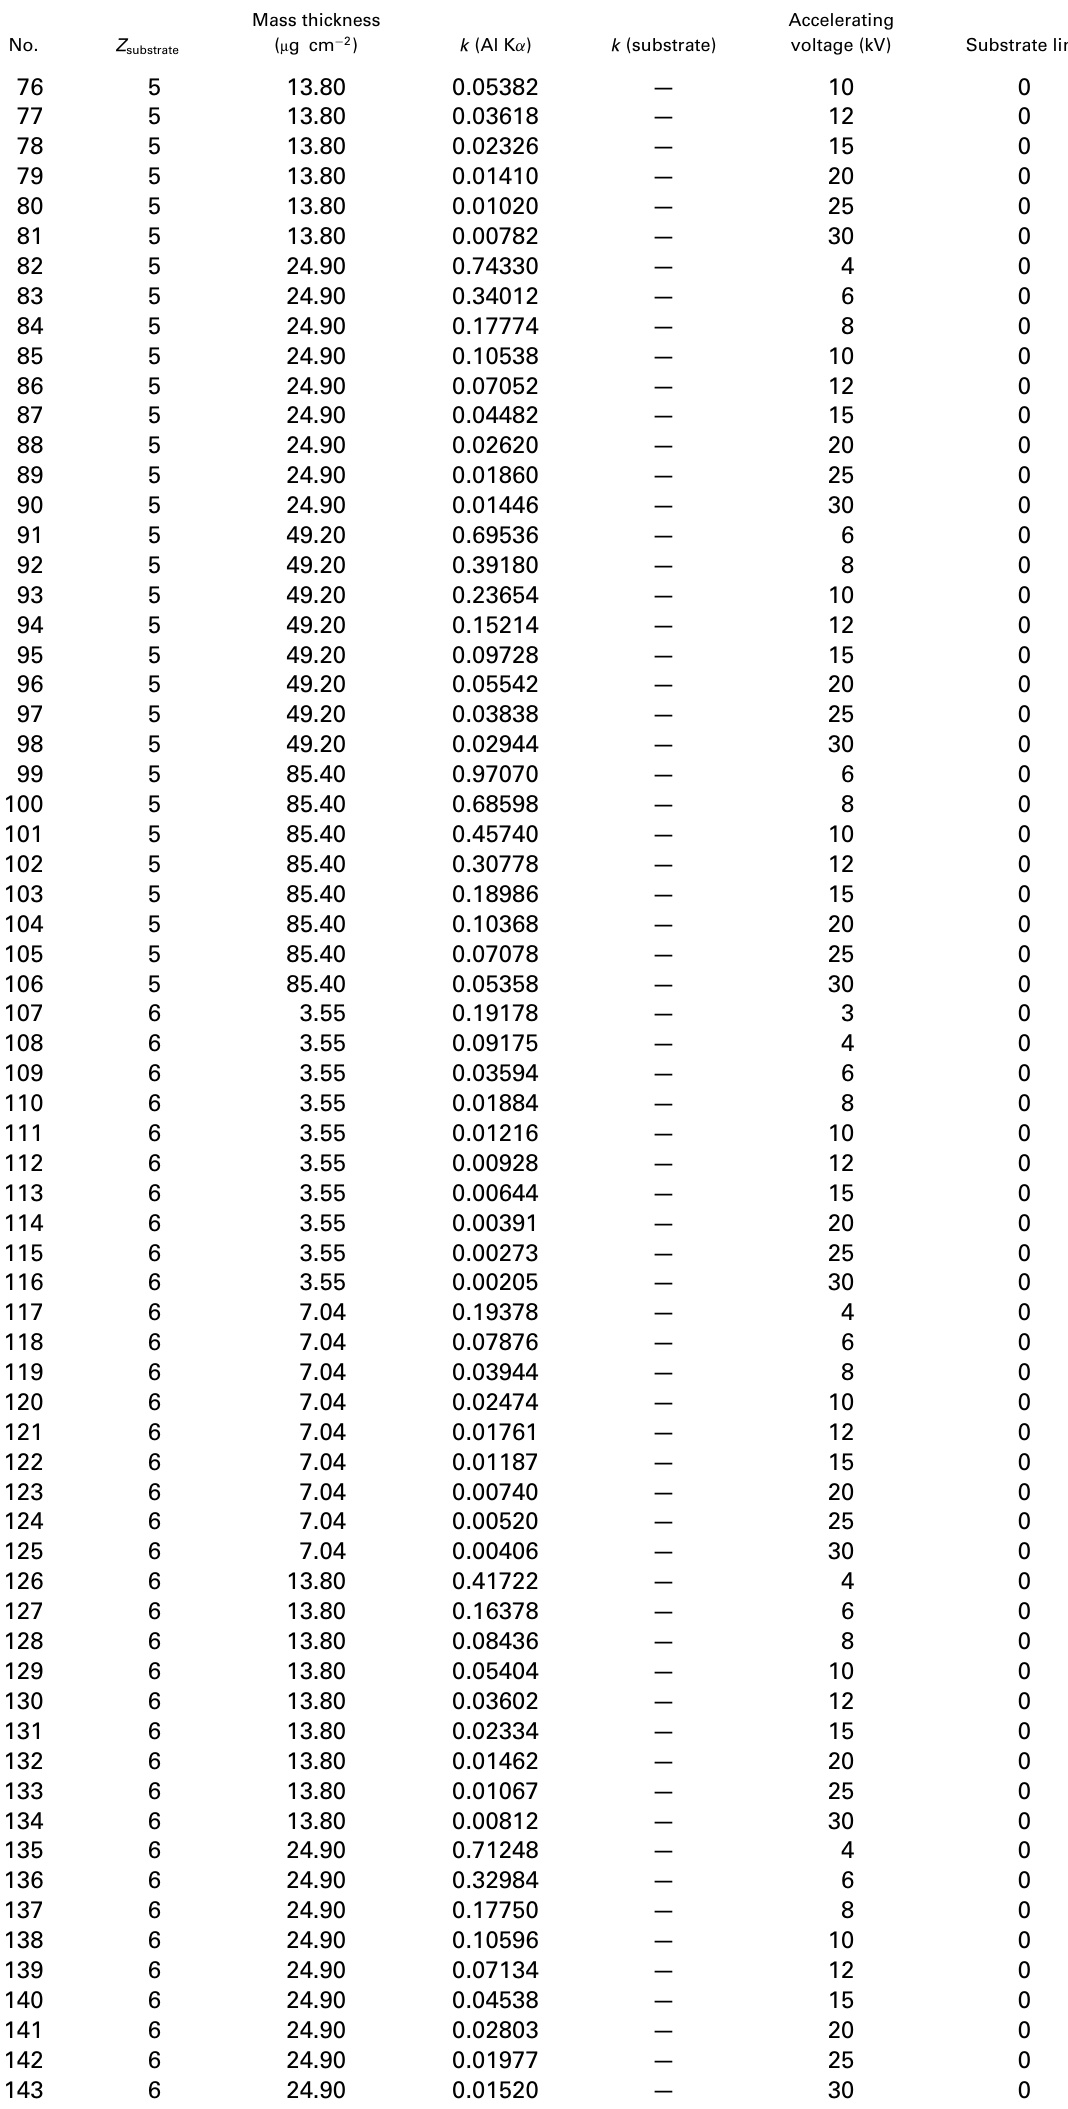 Mass thickness Accelerating
No. Zsubstrate (µg cm−2) k (Al Kα) k (substrate) voltage (kV) Substrate lin
76 5 13.80 0.05382 — 10 0
77 5 13.80 0.03618 — 12 0
78 5 13.80 0.02326 — 15 0
79 5 13.80 0.01410 — 20 0
80 5 13.80 0.01020 — 25 0
81 5 13.80 0.00782 — 30 0
82 5 24.90 0.74330 — 4 0
83 5 24.90 0.34012 — 6 0
84 5 24.90 0.17774 — 8 0
85 5 24.90 0.10538 — 10 0
86 5 24.90 0.07052 — 12 0
87 5 24.90 0.04482 — 15 0
88 5 24.90 0.02620 — 20 0
89 5 24.90 0.01860 — 25 0
90 5 24.90 0.01446 — 30 0
91 5 49.20 0.69536 — 6 0
92 5 49.20 0.39180 — 8 0
93 5 49.20 0.23654 — 10 0
94 5 49.20 0.15214 — 12 0
95 5 49.20 0.09728 — 15 0
96 5 49.20 0.05542 — 20 0
97 5 49.20 0.03838 — 25 0
98 5 49.20 0.02944 — 30 0
99 5 85.40 0.97070 — 6 0
100 5 85.40 0.68598 — 8 0
101 5 85.40 0.45740 — 10 0
102 5 85.40 0.30778 — 12 0
103 5 85.40 0.18986 — 15 0
104 5 85.40 0.10368 — 20 0
105 5 85.40 0.07078 — 25 0
106 5 85.40 0.05358 — 30 0
107 6 3.55 0.19178 — 3 0
108 6 3.55 0.09175 — 4 0
109 6 3.55 0.03594 — 6 0
110 6 3.55 0.01884 — 8 0
111 6 3.55 0.01216 — 10 0
112 6 3.55 0.00928 — 12 0
113 6 3.55 0.00644 — 15 0
114 6 3.55 0.00391 — 20 0
115 6 3.55 0.00273 — 25 0
116 6 3.55 0.00205 — 30 0
117 6 7.04 0.19378 — 4 0
118 6 7.04 0.07876 — 6 0
119 6 7.04 0.03944 — 8 0
120 6 7.04 0.02474 — 10 0
121 6 7.04 0.01761 — 12 0
122 6 7.04 0.01187 — 15 0
123 6 7.04 0.00740 — 20 0
124 6 7.04 0.00520 — 25 0
125 6 7.04 0.00406 — 30 0
126 6 13.80 0.41722 — 4 0
127 6 13.80 0.16378 — 6 0
128 6 13.80 0.08436 — 8 0
129 6 13.80 0.05404 — 10 0
130 6 13.80 0.03602 — 12 0
131 6 13.80 0.02334 — 15 0
132 6 13.80 0.01462 — 20 0
133 6 13.80 0.01067 — 25 0
134 6 13.80 0.00812 — 30 0
135 6 24.90 0.71248 — 4 0
136 6 24.90 0.32984 — 6 0
137 6 24.90 0.17750 — 8 0
138 6 24.90 0.10596 — 10 0
139 6 24.90 0.07134 — 12 0
140 6 24.90 0.04538 — 15 0
141 6 24.90 0.02803 — 20 0
142 6 24.90 0.01977 — 25 0
143 6 24.90 0.01520 — 30 0